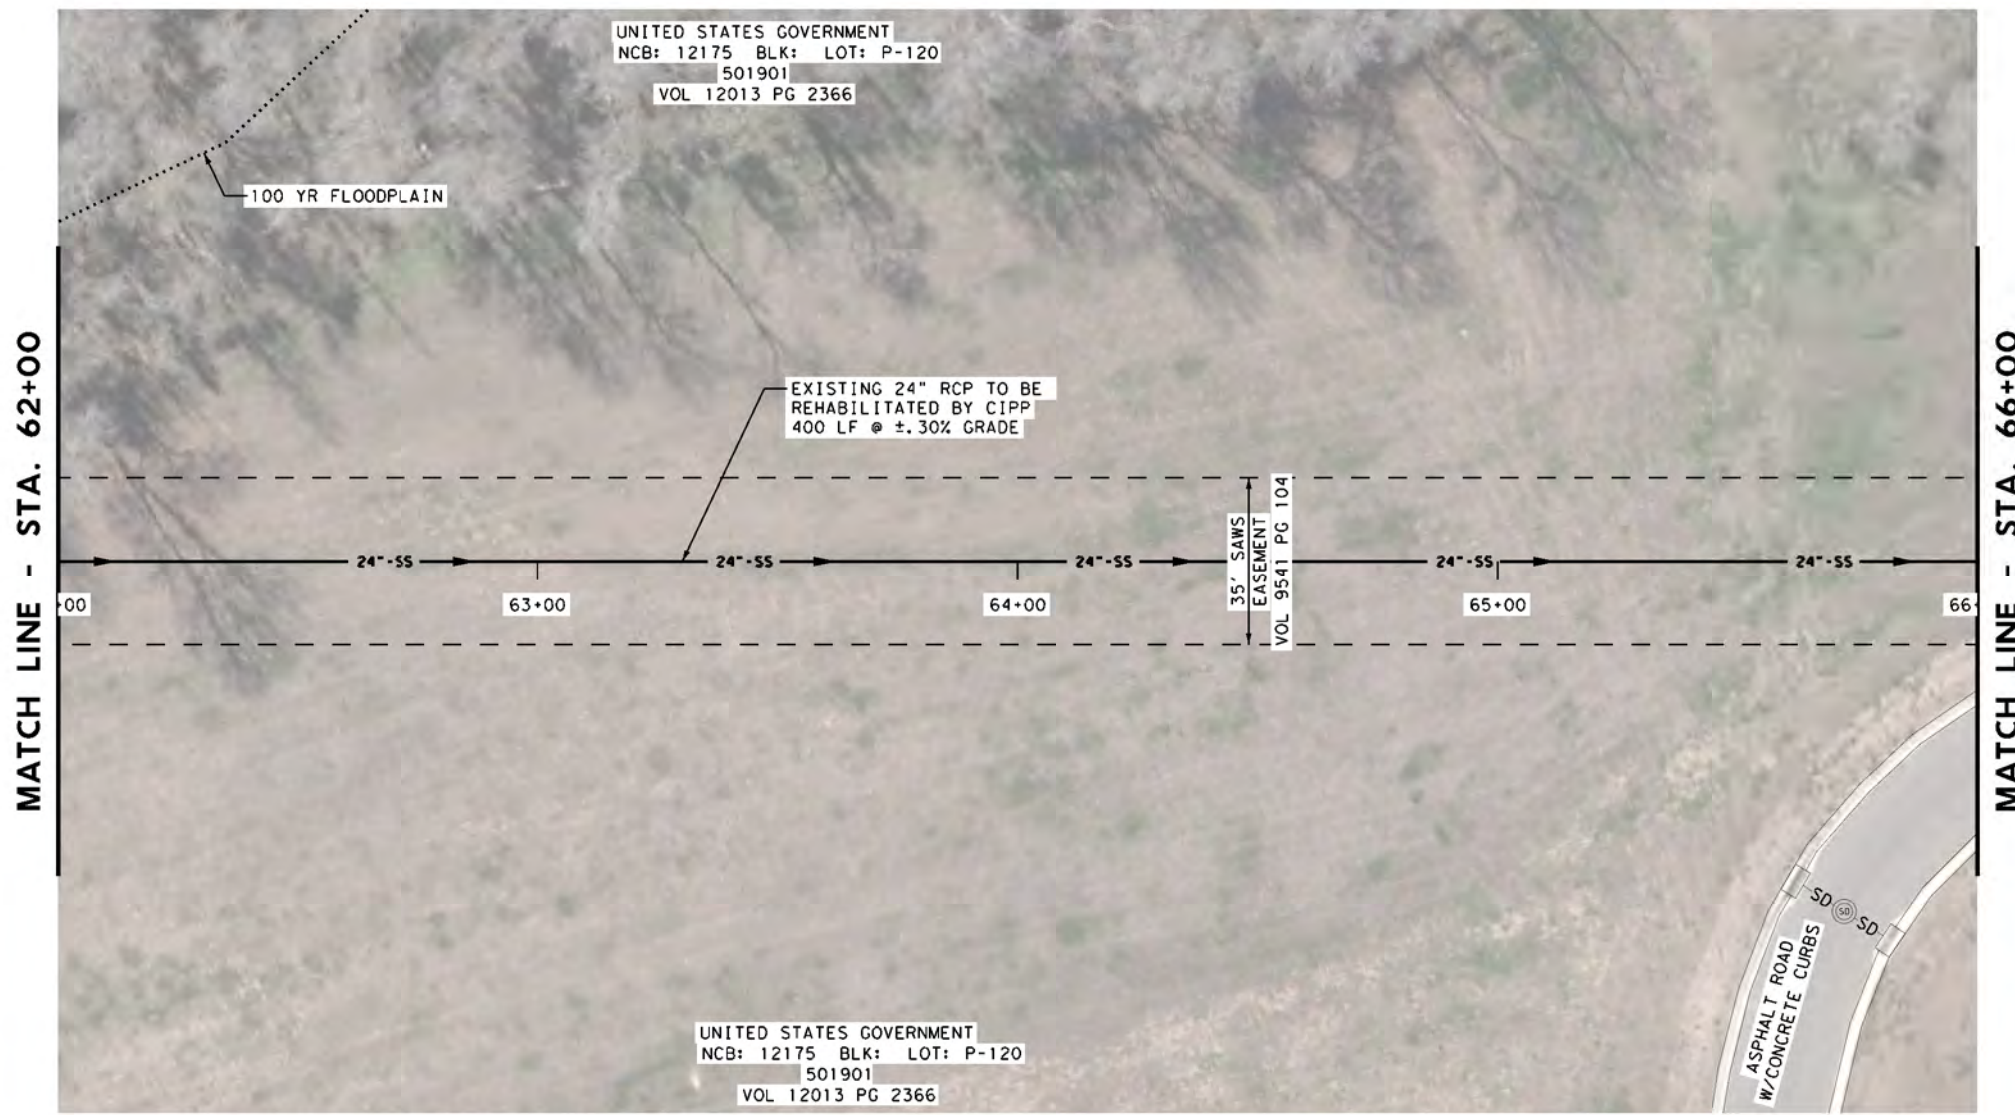 UNITED STATES GOVERNMENT
NCB: 12175 BLK: LOT: P-120
501901
VOL 12013 PG 2366
100 YR FLOODPLAIN
MATCH LINE - STA. 62+00
EXISTING 24" RCP TO BE
REHABILITATED BY CIPP
400 LF @ ±.30% GRADE
24"-SS
24"-SS
24"-SS
24"-SS
24"-SS
+00
63+00
64+00
65+00
66+
35' SAWS
EASEMENT
VOL 9541 PG 104
MATCH LINE - STA. 66+00
SD
SD
SD
ASPHALT ROAD
W/CONCRETE CURBS
UNITED STATES GOVERNMENT
NCB: 12175 BLK: LOT: P-120
501901
VOL 12013 PG 2366